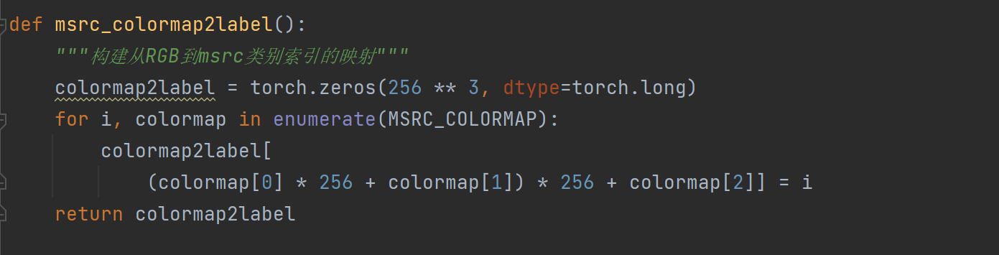 def msrc_colormap2label():
    """构建从RGB到msrc类别索引的映射"""
    colormap2label = torch.zeros(256 ** 3, dtype=torch.long)
    for i, colormap in enumerate(MSRC_COLORMAP):
        colormap2label[
            (colormap[0] * 256 + colormap[1]) * 256 + colormap[2]] = i
    return colormap2label